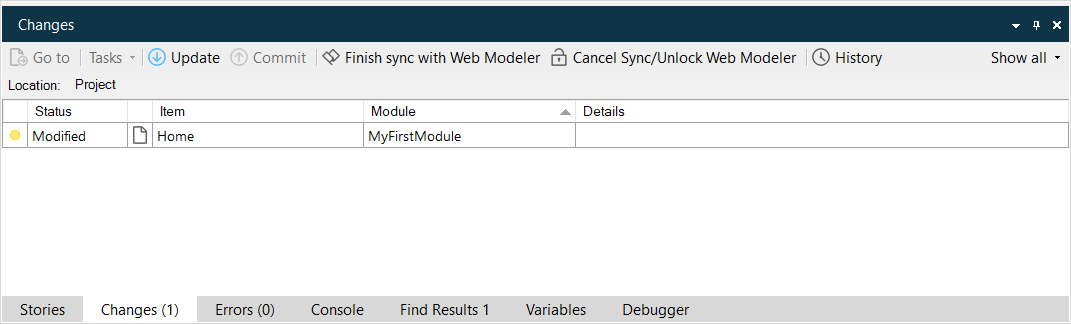 Changes
Go to Tasks Update Commit Finish sync with Web Modeler Cancel Sync/Unlock Web Modeler History Show all
Location: Project
Status Item Module Details
Modified Home MyFirstModule
Stories Changes (1) Errors (0) Console Find Results 1 Variables Debugger